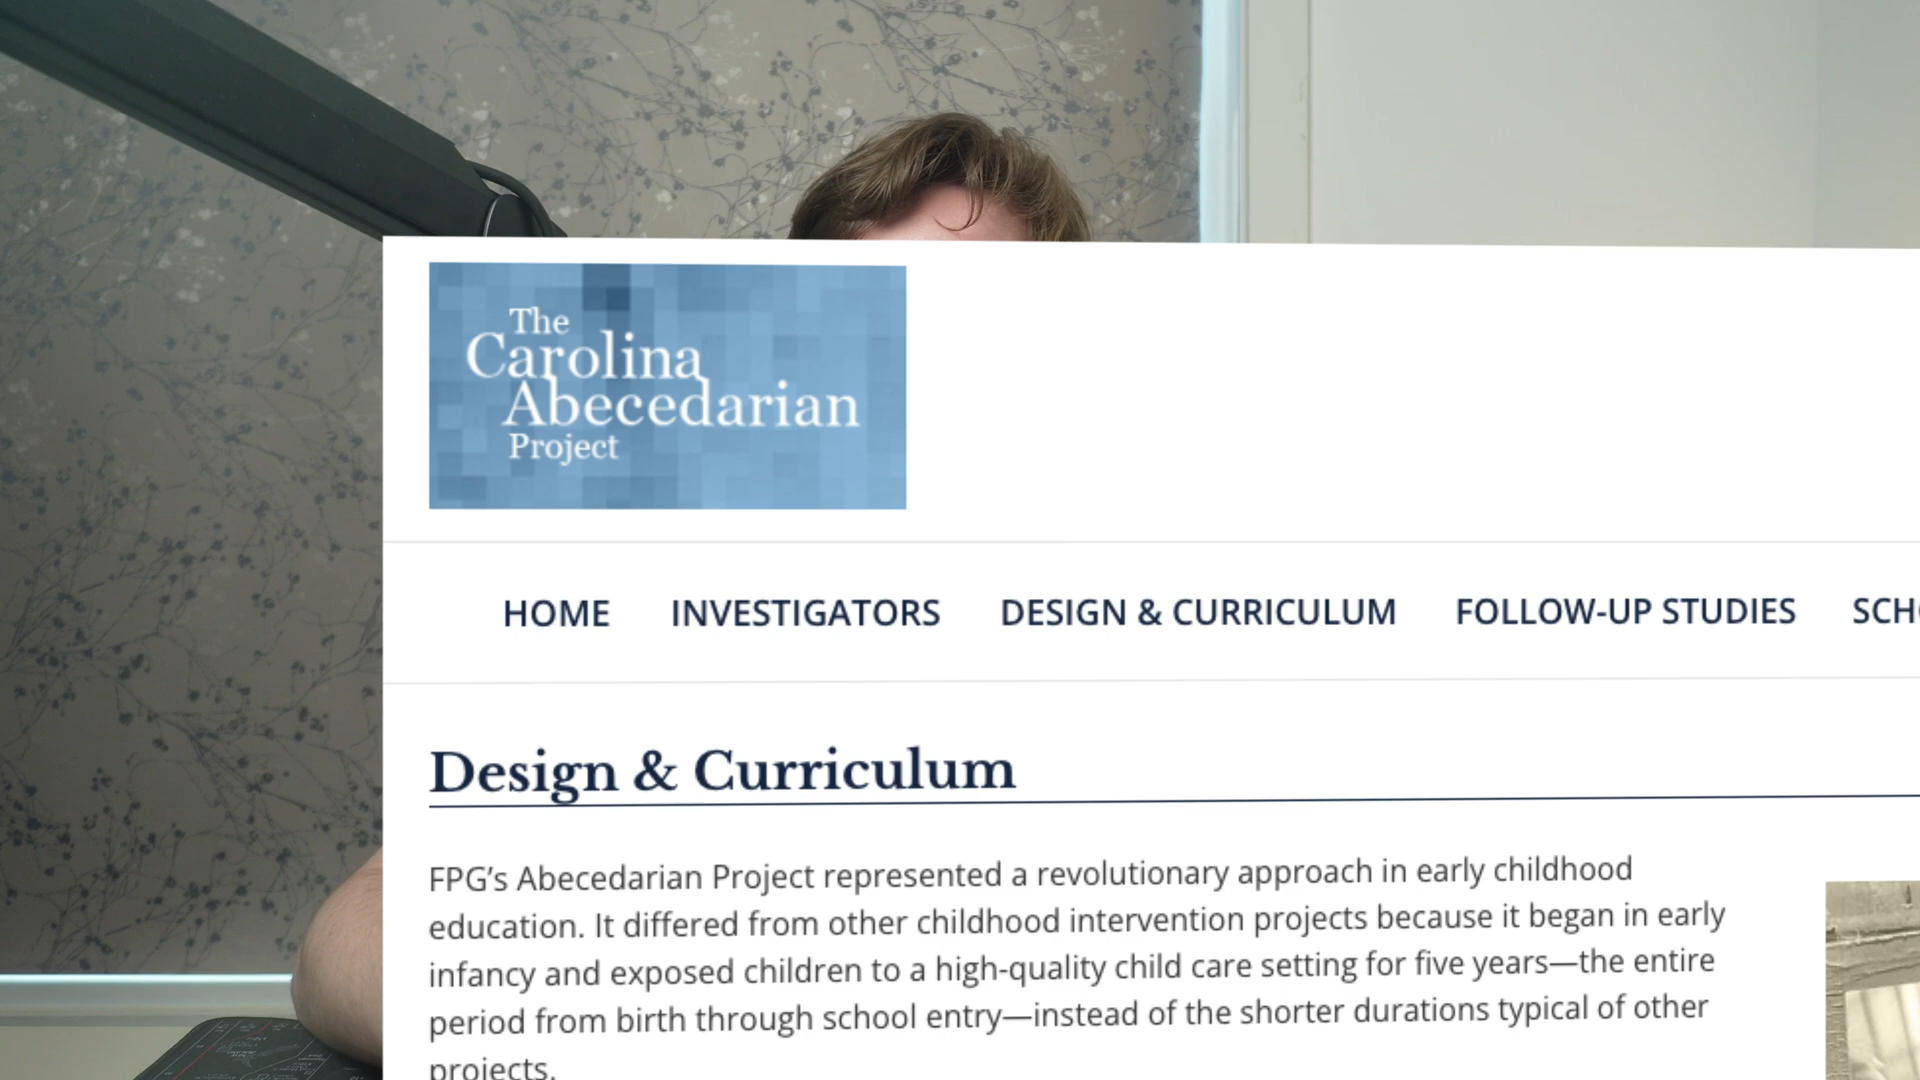 The
Carolina
Abecedarian
Project
HOME INVESTIGATORS DESIGN & CURRICULUM FOLLOW-UP STUDIES
Design & Curriculum
FPG’s Abecedarian Project represented a revolutionary approach in early childhood
education. It differed from other childhood intervention projects because it began in early
infancy and exposed children to a high-quality child care setting for five years—the entire
period from birth through school entry—instead of the shorter durations typical of other
projects.